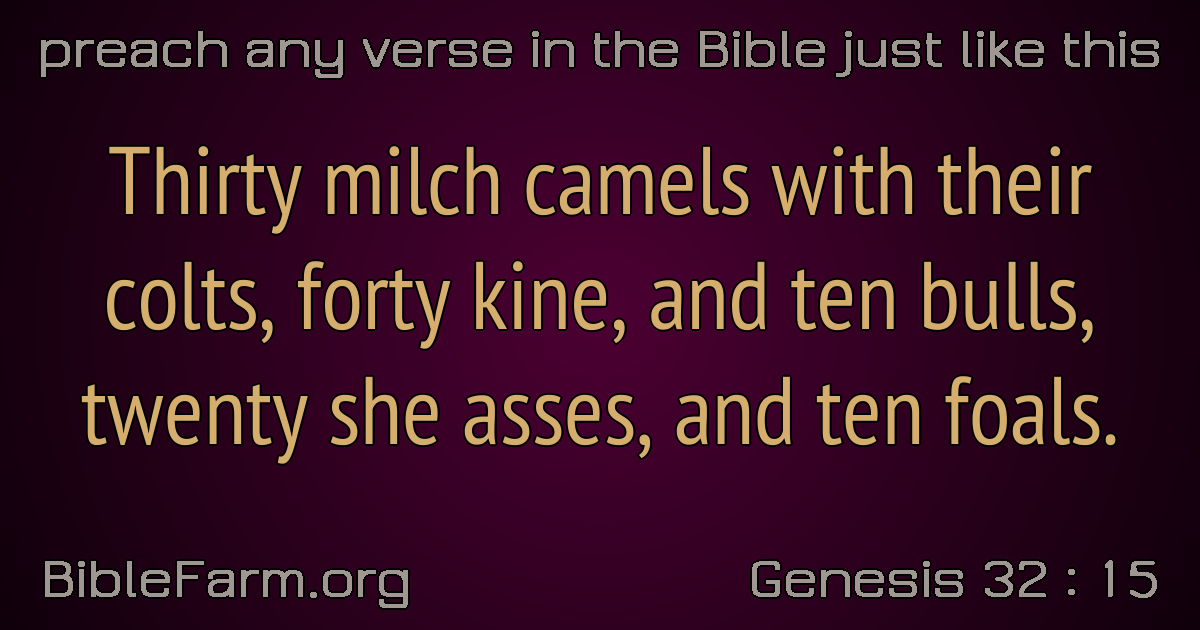 preach any verse in the Bible just like this
Thirty milch camels with their
colts, forty kine, and ten bulls,
twenty she asses, and ten foals.
BibleFarm.org
Genesis 32 : 15